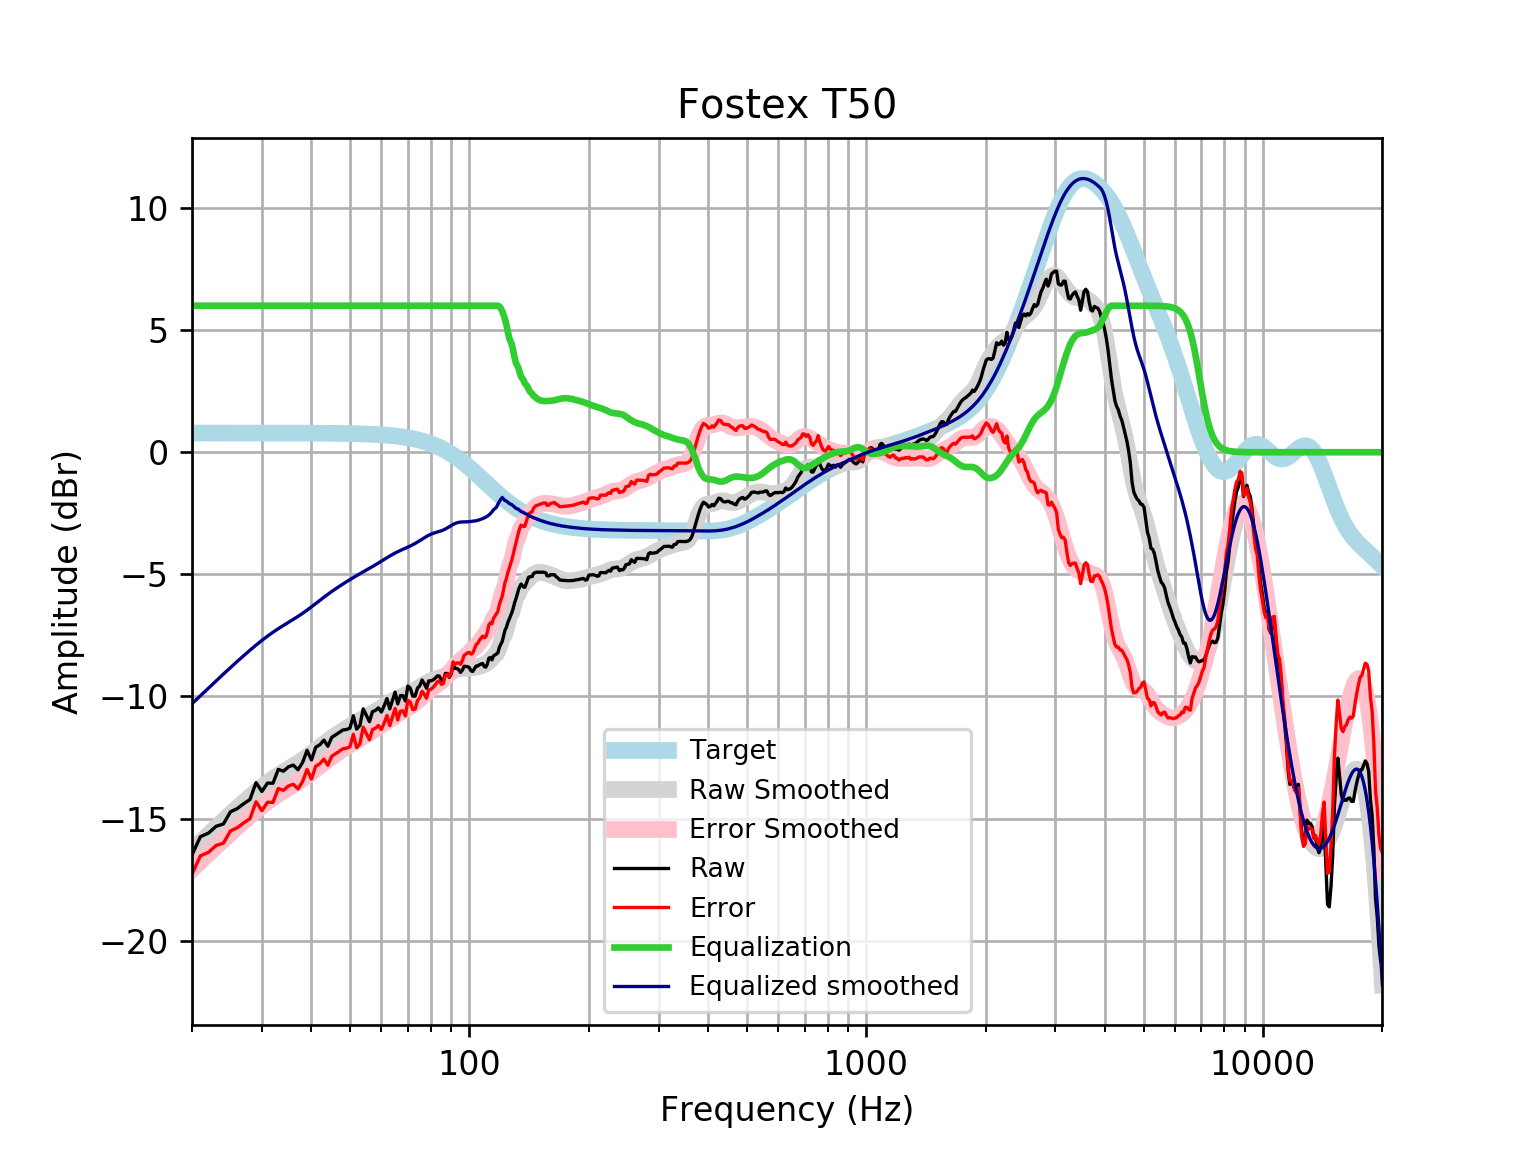 Fostex T50
Amplitude (dBr)
10
5
0
−5
−10
−15
−20
Target
Raw Smoothed
Error Smoothed
Raw
Error
Equalization
Equalized smoothed
100 1000 10000
Frequency (Hz)